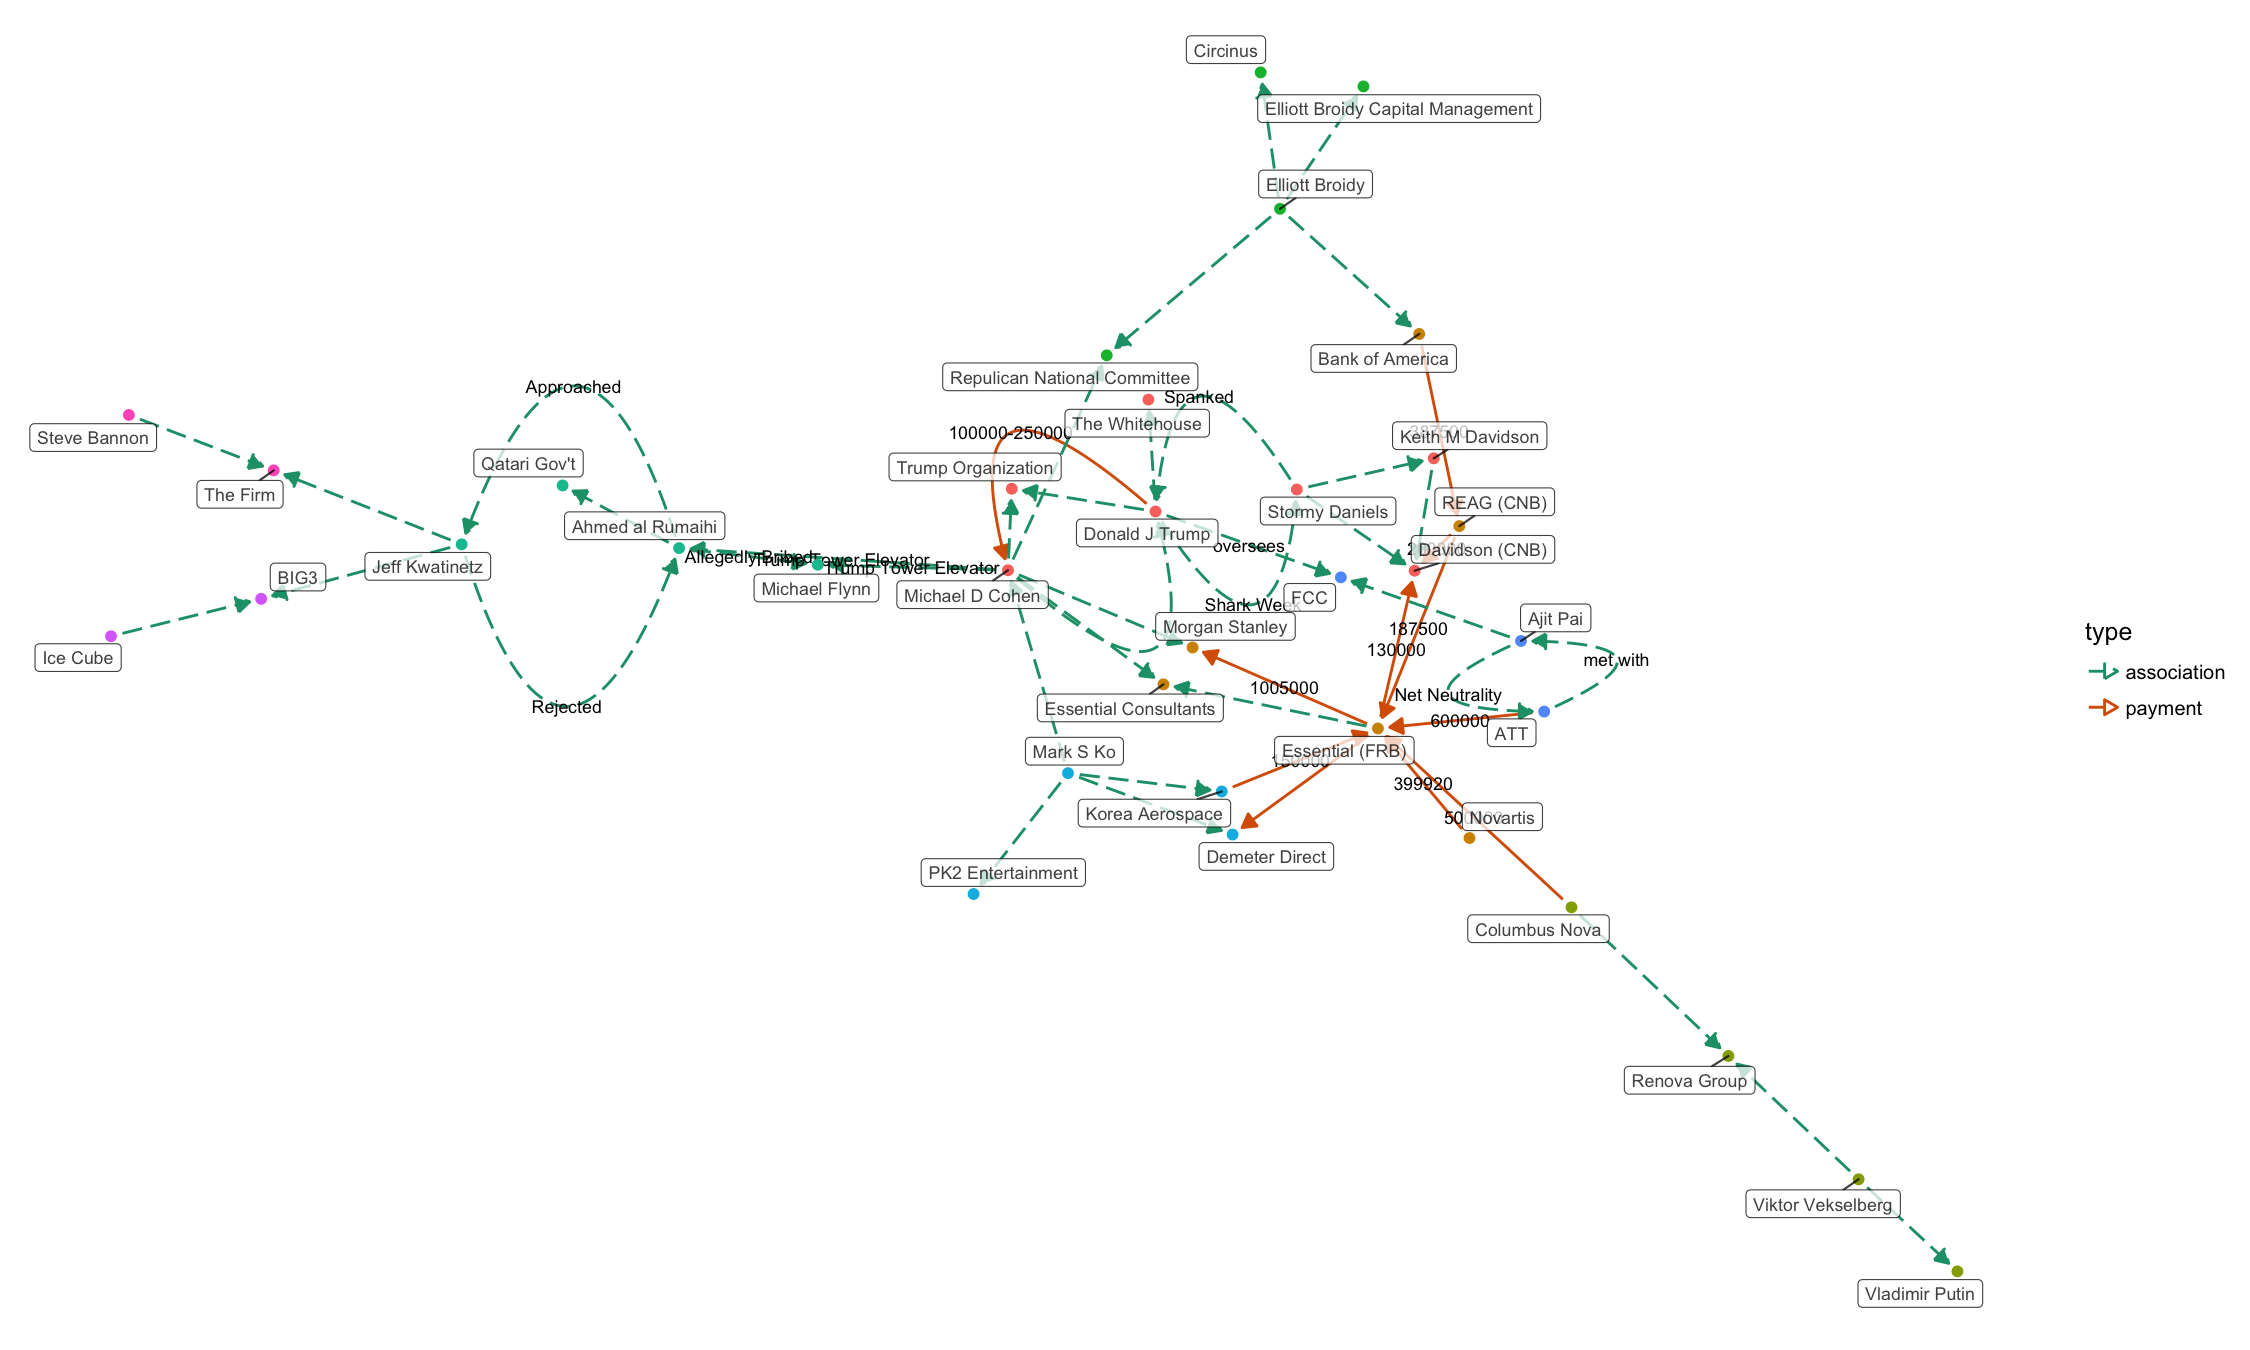 Circinus
Elliott Broidy Capital Management
Elliott Broidy
Bank of America
Repulican National Committee
Approached
Spanked
The Whitehouse
Steve Bannon
100000-250000
387500
Keith M Davidson
Qatari Gov't
Trump Organization
The Firm
REAG (CNB)
Stormy Daniels
Ahmed al Rumaihi
Donald J Trump
oversees
Davidson (CNB)
Allegedly Bribed
Trump Tower Elevator
Trump Tower Elevator
Jeff Kwatinetz
BIG3
Michael Flynn
Michael D Cohen
FCC
Shark Week
Ajit Pai
Morgan Stanley
187500
type
Ice Cube
130000
met with
association
1005000
Net Neutrality
Rejected
Essential Consultants
payment
600000
ATT
Mark S Ko
Essential (FRB)
150000
399920
Korea Aerospace
Novartis
Demeter Direct
PK2 Entertainment
Columbus Nova
Renova Group
Viktor Vekselberg
Vladimir Putin